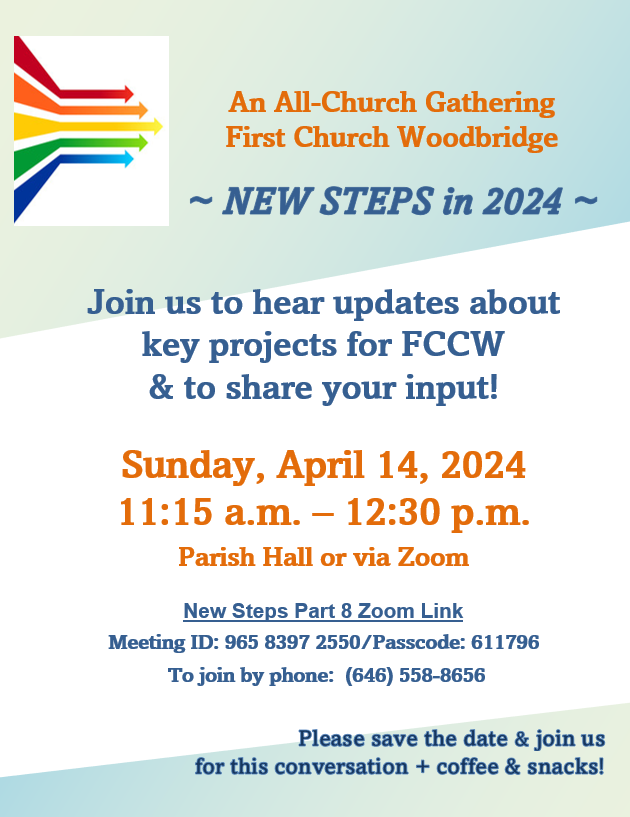 An All-Church Gathering
First Church Woodbridge
~ NEW STEPS in 2024 ~
Join us to hear updates about
key projects for FCCW
& to share your input!
Sunday, April 14, 2024
11:15 a.m. – 12:30 p.m.
Parish Hall or via Zoom
New Steps Part 8 Zoom Link
Meeting ID: 965 8397 2550/Passcode: 611796
To join by phone:  (646) 558-8656
Please save the date & join us
for this conversation + coffee & snacks!